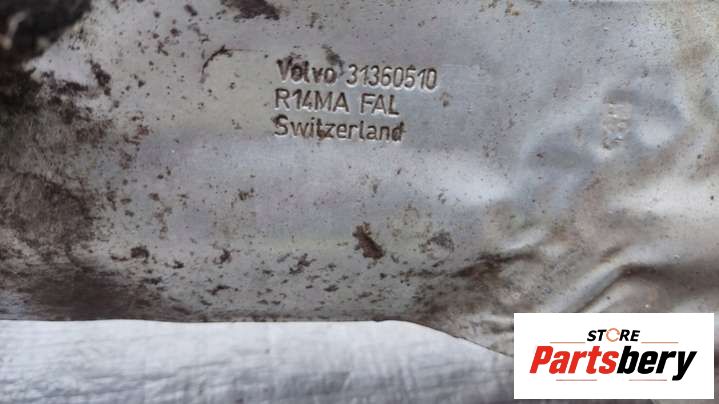 Volvo 31360510
R14MA FAL
Switzerland
STORE
Partsbery